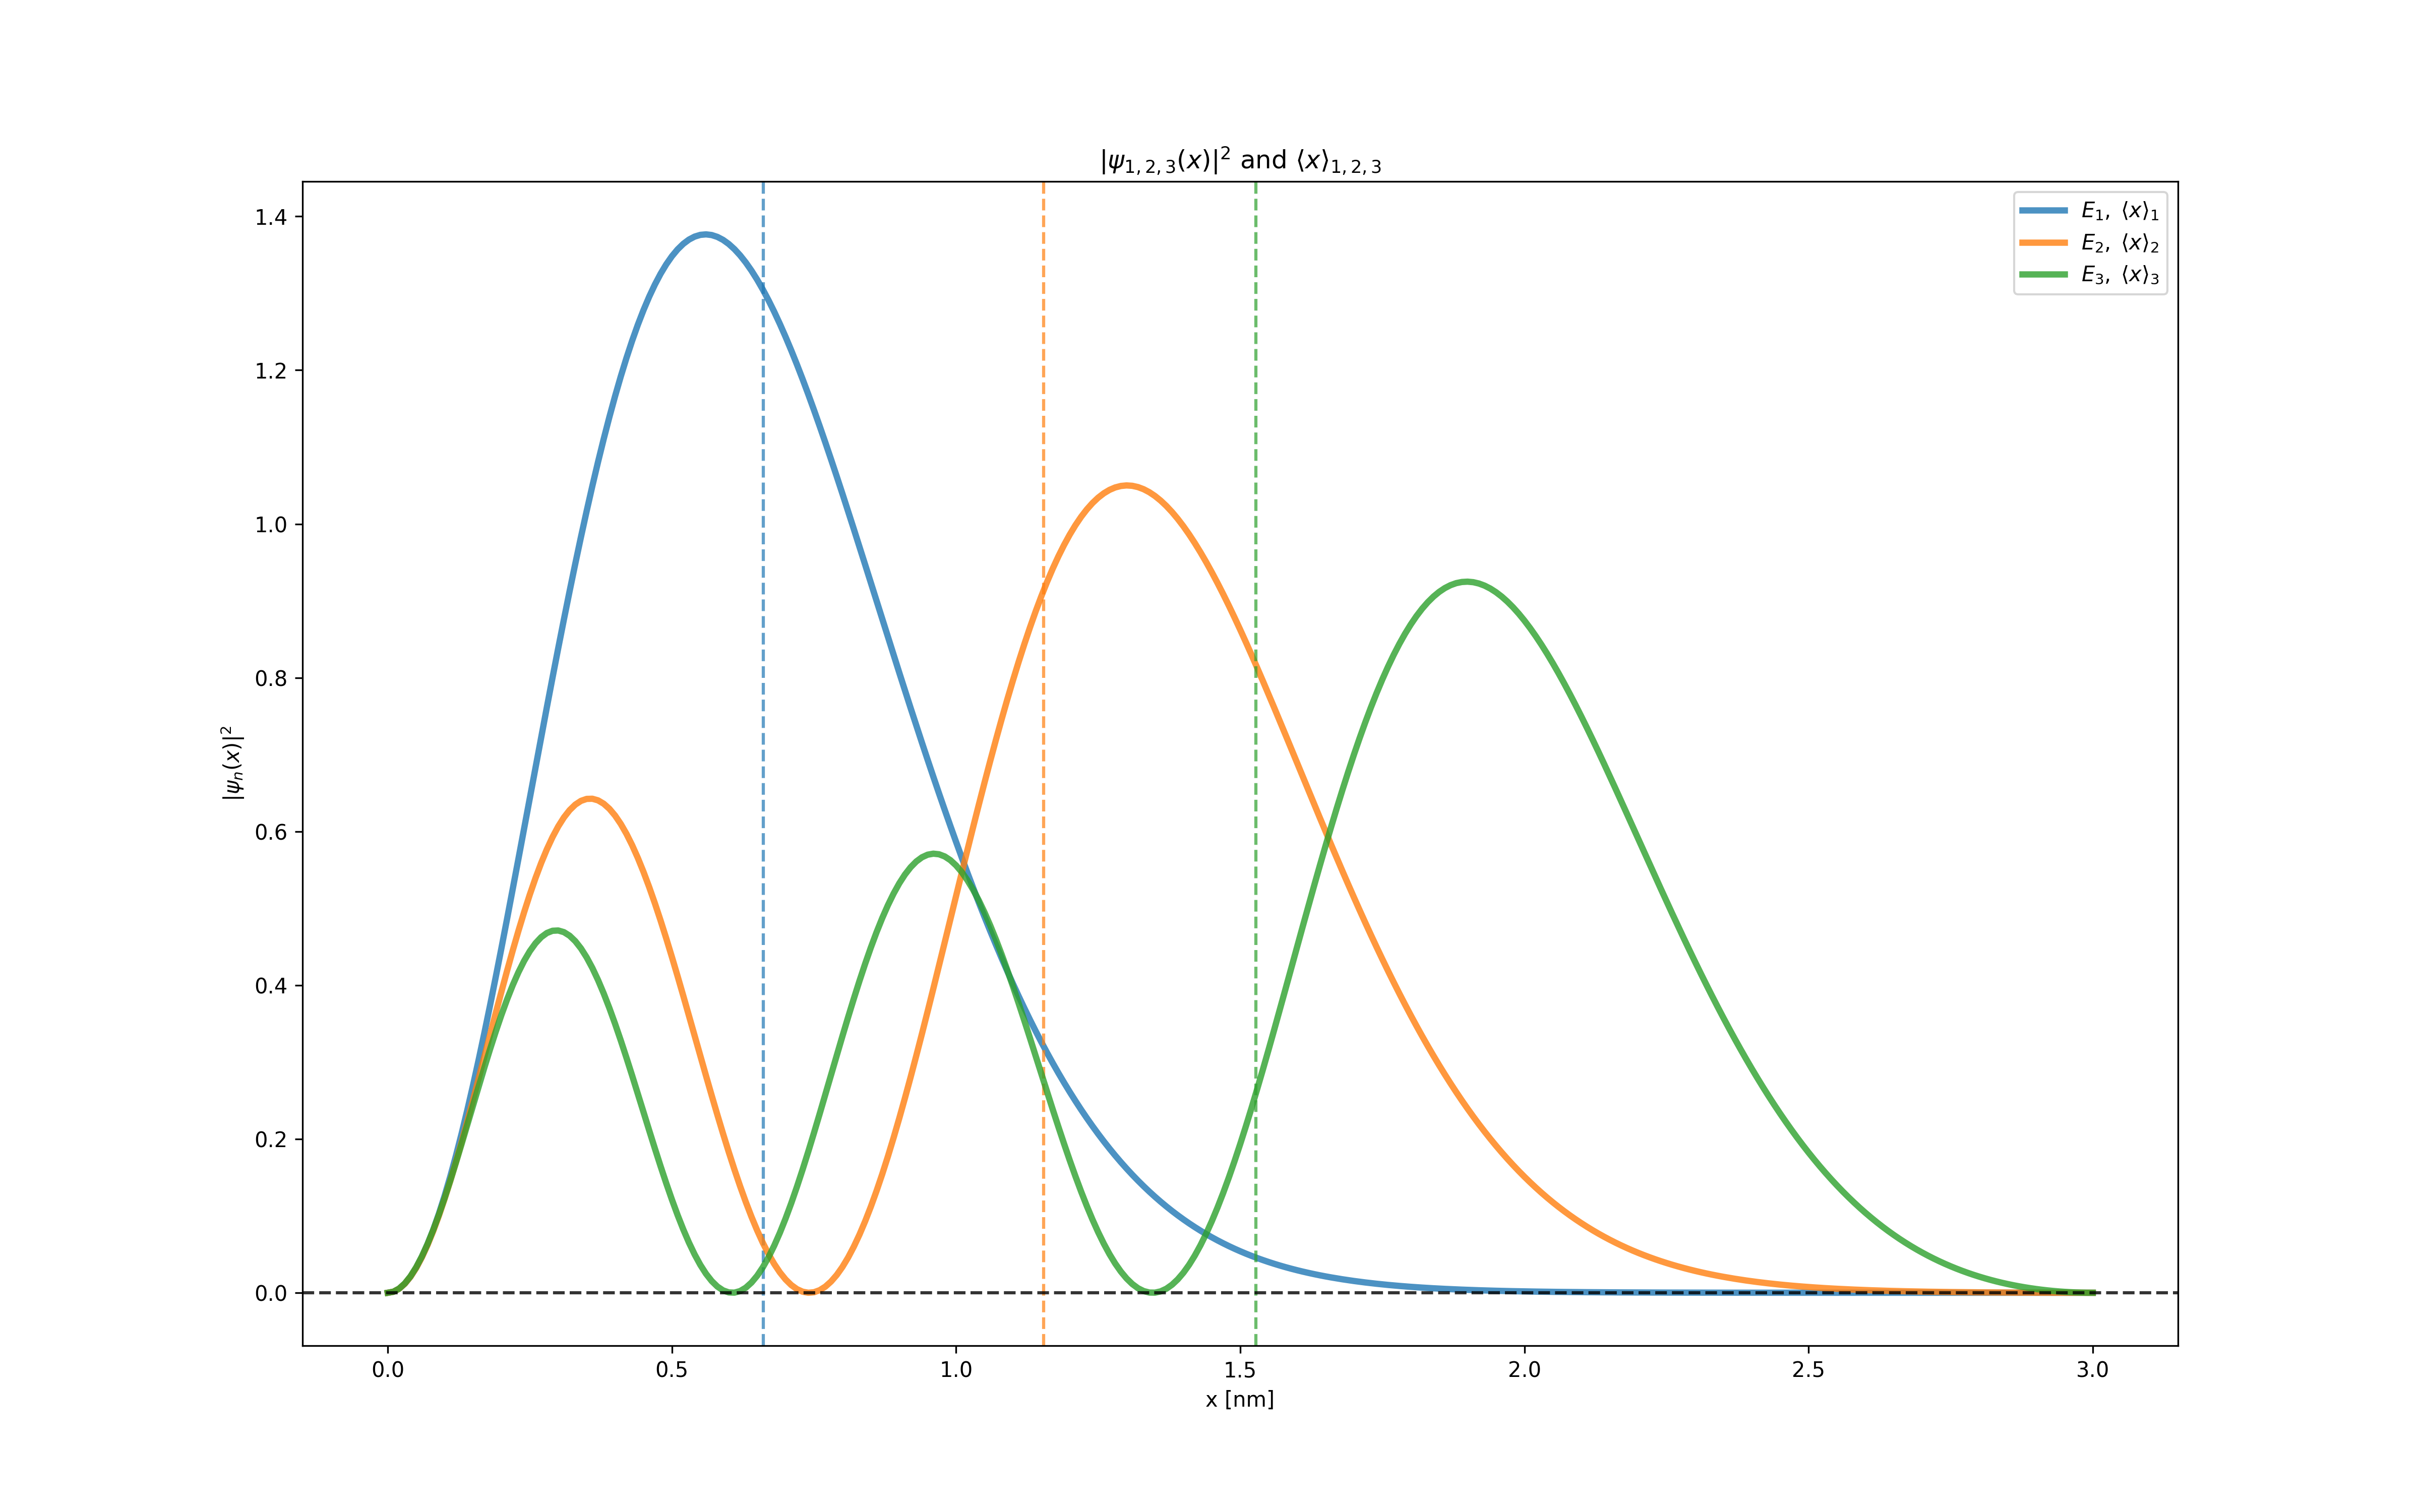 |ψ₁,₂,₃(x)|² and ⟨x⟩₁,₂,₃
E₁, ⟨x⟩₁
E₂, ⟨x⟩₂
E₃, ⟨x⟩₃
1.4
1.2
1.0
0.8
0.6
0.4
0.2
0.0
|ψₙ(x)|²
0.0 0.5 1.0 1.5 2.0 2.5 3.0
x [nm]